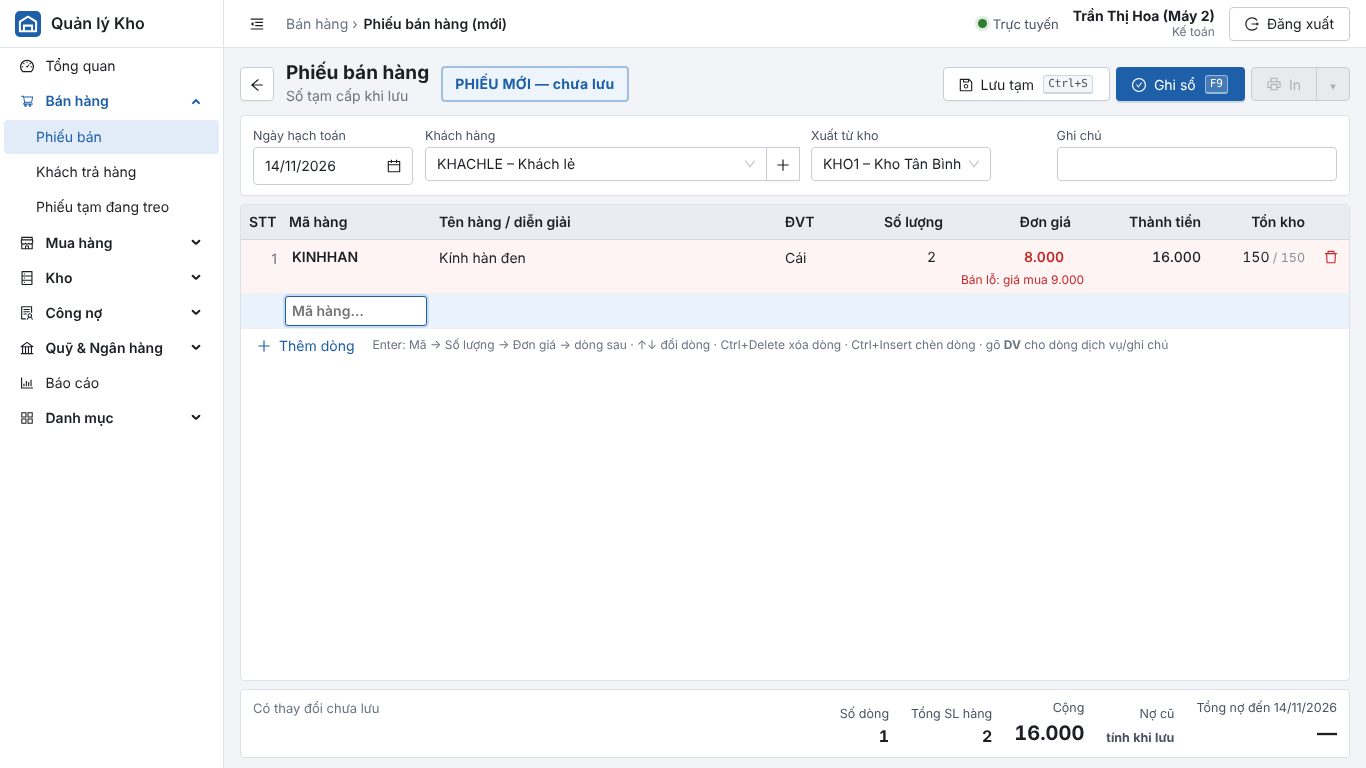 Quản lý Kho
Bán hàng › Phiếu bán hàng (mới)
Trực tuyến
Trần Thị Hoa (Máy 2)
Kế toán
Đăng xuất
Tổng quan
Bán hàng
Phiếu bán
Khách trả hàng
Phiếu tạm đang treo
Mua hàng
Kho
Công nợ
Quỹ & Ngân hàng
Báo cáo
Danh mục
Phiếu bán hàng
Số tạm cấp khi lưu
PHIẾU MỚI — chưa lưu
Lưu tạm Ctrl+S
Ghi sổ F9
In
Ngày hạch toán
14/11/2026
Khách hàng
KHACHLE – Khách lẻ
Xuất từ kho
KHO1 – Kho Tân Bình
Ghi chú
STT Mã hàng Tên hàng / diễn giải ĐVT Số lượng Đơn giá Thành tiền Tồn kho
1 KINHHAN Kính hàn đen Cái 2 8.000 16.000 150 / 150
Bán lỗ: giá mua 9.000
Mã hàng...
Thêm dòng
Enter: Mã → Số lượng → Đơn giá → dòng sau · ↑↓ đổi dòng · Ctrl+Delete xóa dòng · Ctrl+Insert chèn dòng · gõ DV cho dòng dịch vụ/ghi chú
Có thay đổi chưa lưu
Số dòng
1
Tổng SL hàng
2
Cộng
16.000
Nợ cũ
tính khi lưu
Tổng nợ đến 14/11/2026
—